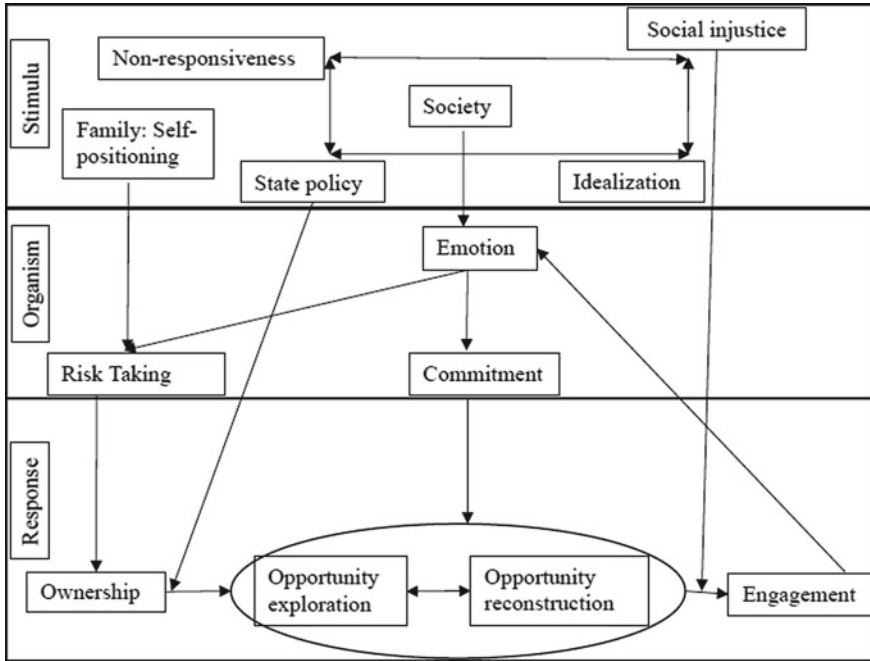 Stimulu
Social injustice
Non-responsiveness
Society
Family: Self-
positioning
State policy
Idealization
Organism
Emotion
Risk Taking
Commitment
Response
Ownership
Opportunity
exploration
Opportunity
reconstruction
Engagement